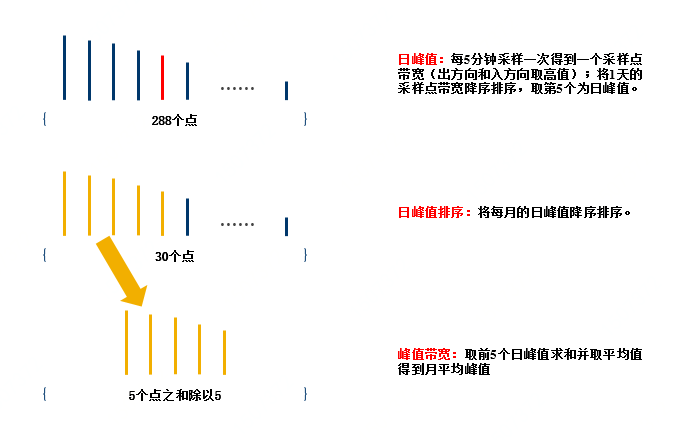 日峰值：每5分钟采样一次得到一个采样点
带宽（出方向和入方向取高值）；将1天的
采样点带宽降序排序，取第5个为日峰值。
......
{ 288个点 }
日峰值排序：将每月的日峰值降序排序。
......
{ 30个点 }
峰值带宽：取前5个日峰值求和并取平均值
得到月平均峰值
{ 5个点之和除以5 }